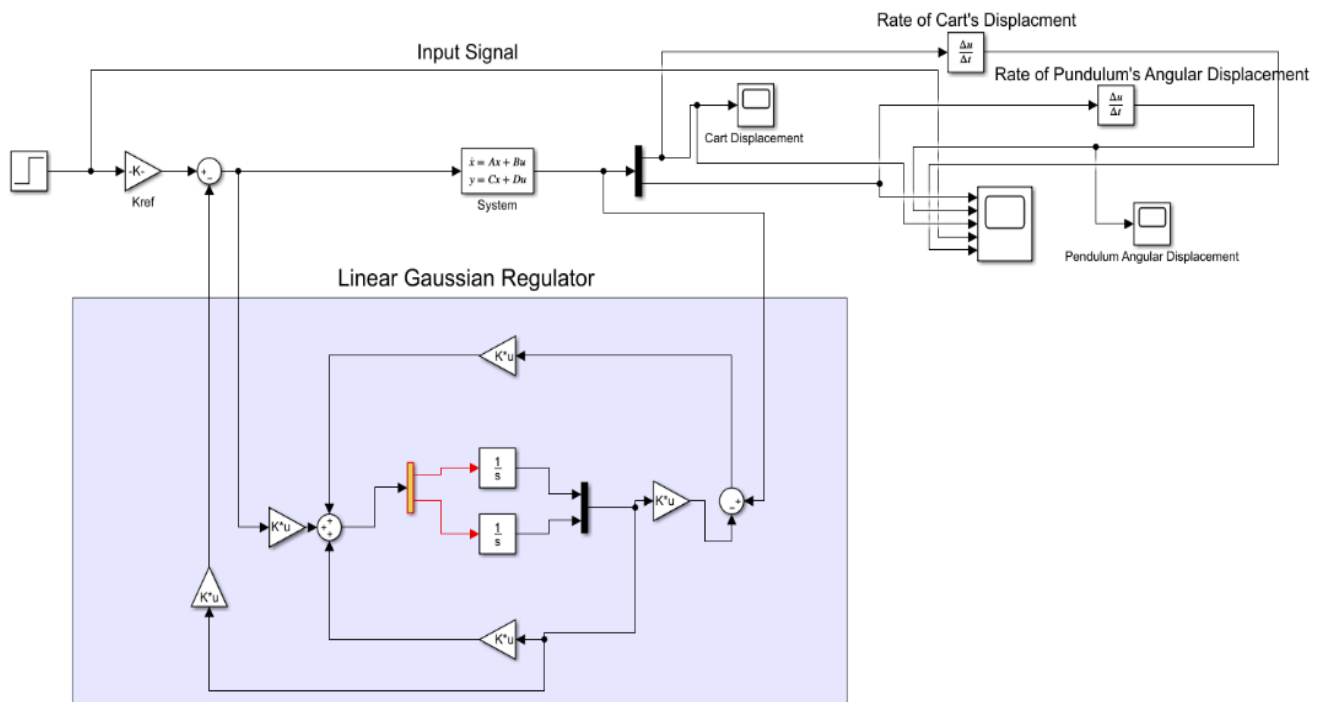 Rate of Cart's Displacment
Δu
Δt
Input Signal
Rate of Pundulum's Angular Displacement
Δu
Δt
Cart Displacement
-K-
Kref
+
−
ẋ = Ax + Bu
y = Cx + Du
System
Pendulum Angular Displacement
Linear Gaussian Regulator
K*u
1
s
K*u
−
+
K*u
+
+
+
1
s
K*u
K*u